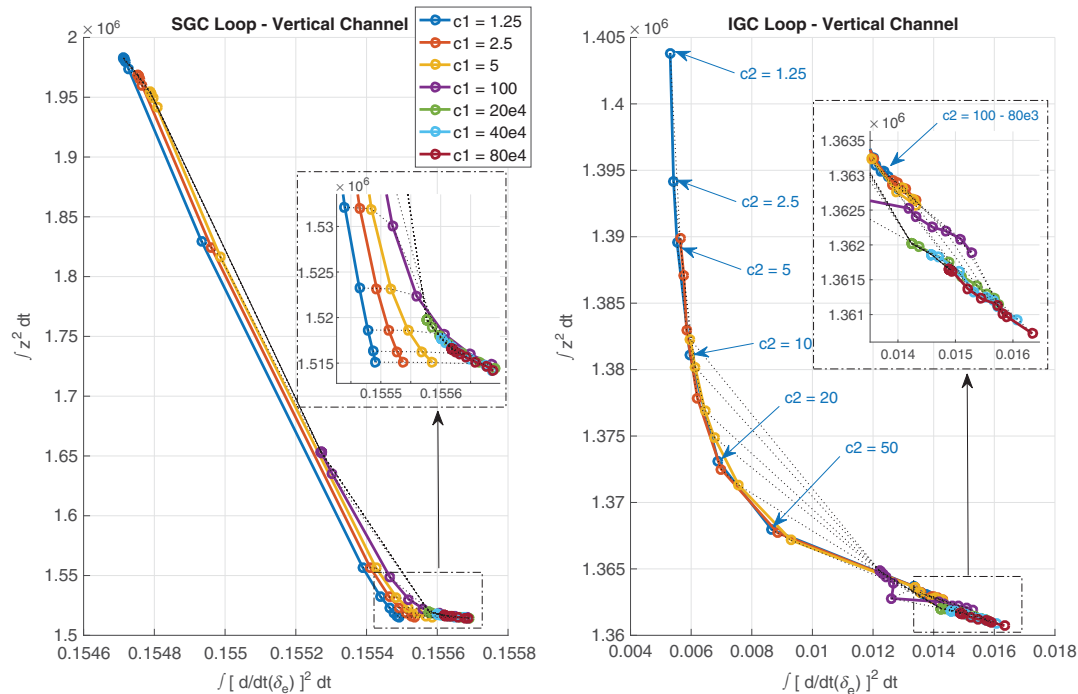 SGC Loop - Vertical Channel
× 10^6
2
1.95
1.9
1.85
1.8
1.75
1.7
1.65
1.6
1.55
1.5
∫ z² dt
0.1546 0.1548 0.155 0.1552 0.1554 0.1556 0.1558
∫ [ d/dt(δ_e) ]² dt
c1 = 1.25
c1 = 2.5
c1 = 5
c1 = 100
c1 = 20e4
c1 = 40e4
c1 = 80e4
× 10^6
1.53
1.525
1.52
1.515
0.1555 0.1556
IGC Loop - Vertical Channel
× 10^6
1.405
1.4
1.395
1.39
1.385
1.38
1.375
1.37
1.365
1.36
∫ z² dt
0.004 0.006 0.008 0.01 0.012 0.014 0.016 0.018
∫ [ d/dt(δ_e) ]² dt
c2 = 1.25
c2 = 2.5
c2 = 5
c2 = 10
c2 = 20
c2 = 50
× 10^6
c2 = 100 - 80e3
1.3635
1.363
1.3625
1.362
1.3615
1.361
0.014 0.015 0.016